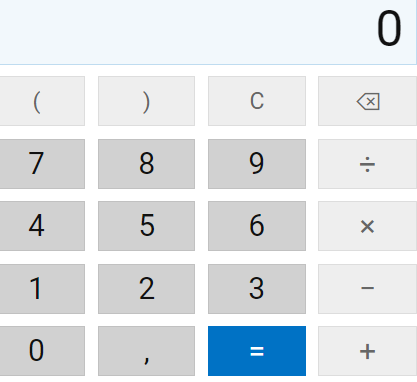 0
( ) C ⌫
7 8 9 ÷
4 5 6 ×
1 2 3 −
0 , = +